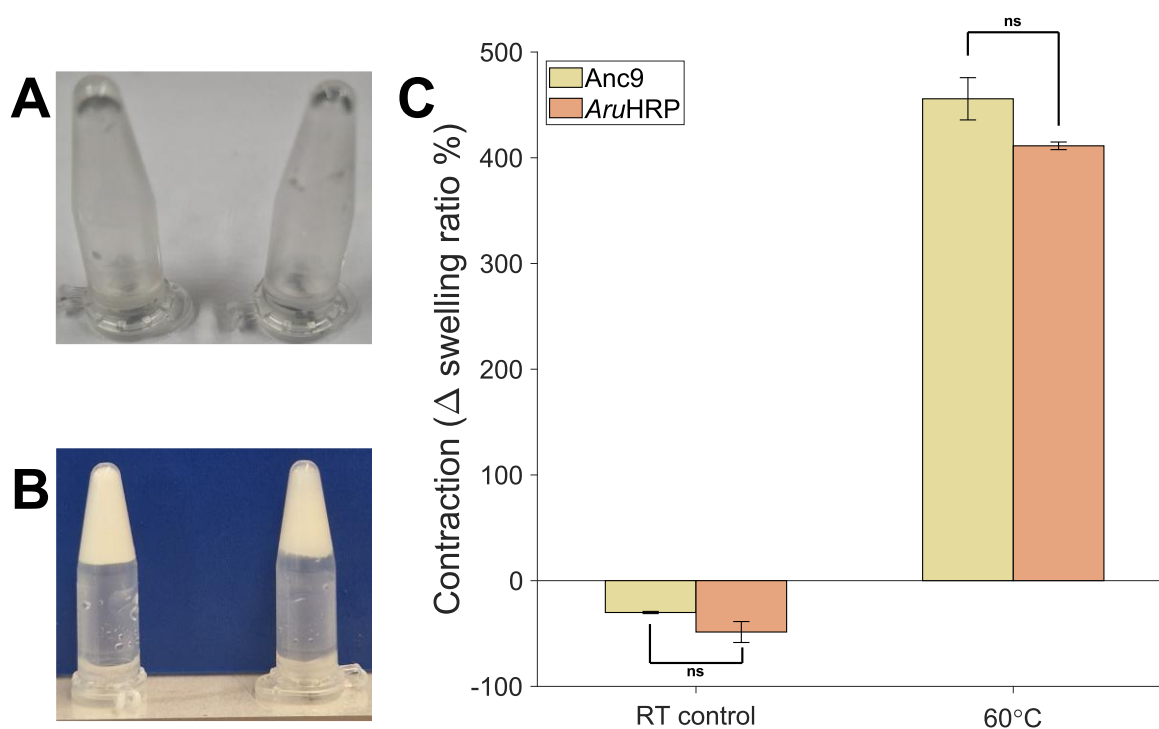 A
B
C
Contraction (Δ swelling ratio %)
500
400
300
200
100
0
-100
Anc9
AruHRP
ns
ns
RT control
60°C